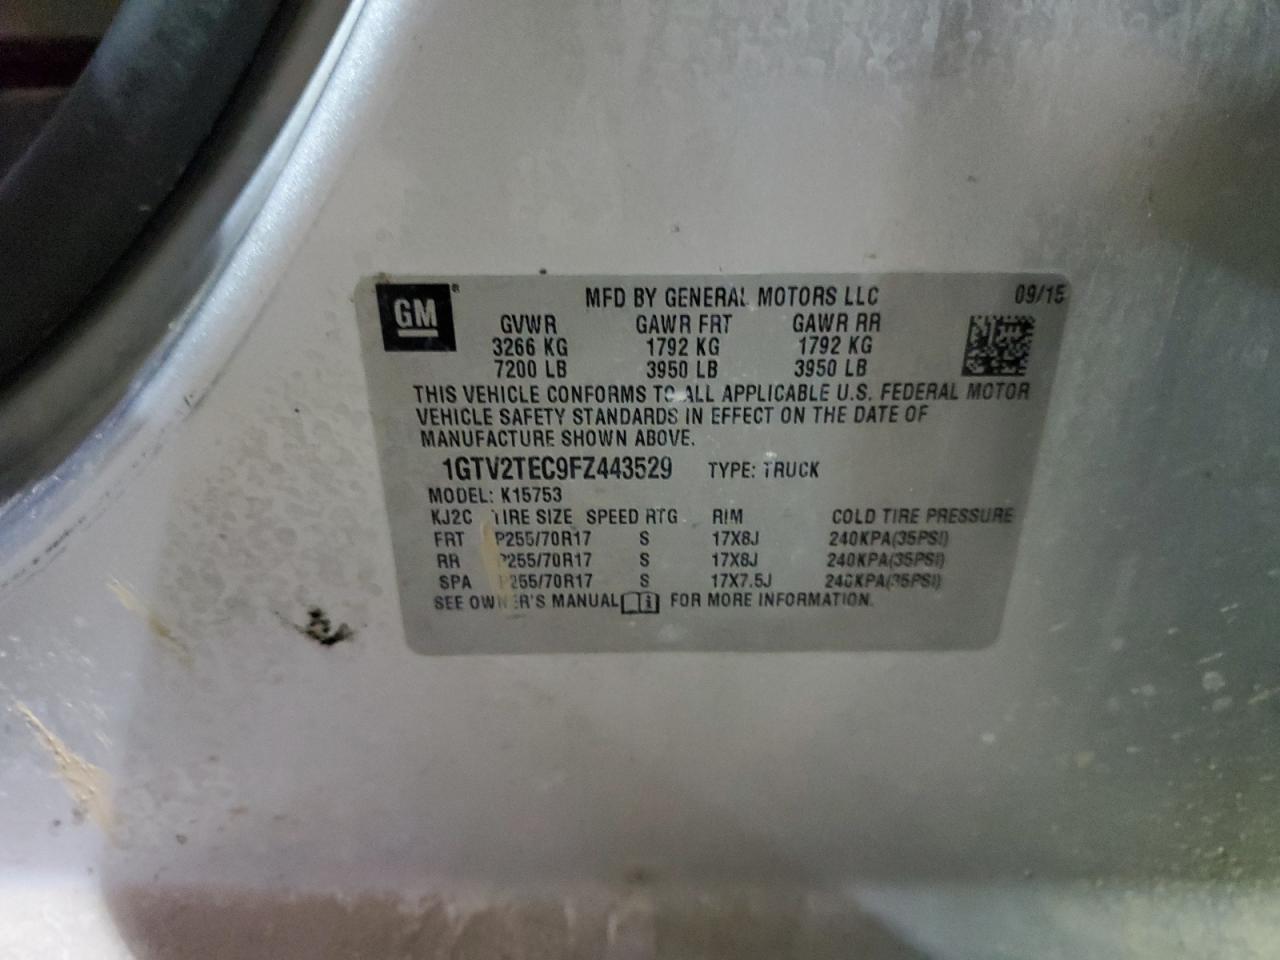 GM ®
MFD BY GENERAL MOTORS LLC 09/15
GVWR GAWR FRT GAWR RR
3266 KG 1792 KG 1792 KG
7200 LB 3950 LB 3950 LB
THIS VEHICLE CONFORMS TO ALL APPLICABLE U.S. FEDERAL MOTOR
VEHICLE SAFETY STANDARDS IN EFFECT ON THE DATE OF
MANUFACTURE SHOWN ABOVE.
1GTV2TEC9FZ443529 TYPE: TRUCK
MODEL: K15753
KJ2C TIRE SIZE SPEED RTG RIM COLD TIRE PRESSURE
FRT P255/70R17 S 17X8J 240KPA(35PSI)
RR P255/70R17 S 17X8J 240KPA(35PSI)
SPA P255/70R17 S 17X7.5J 240KPA(35PSI)
SEE OWNER'S MANUAL FOR MORE INFORMATION.